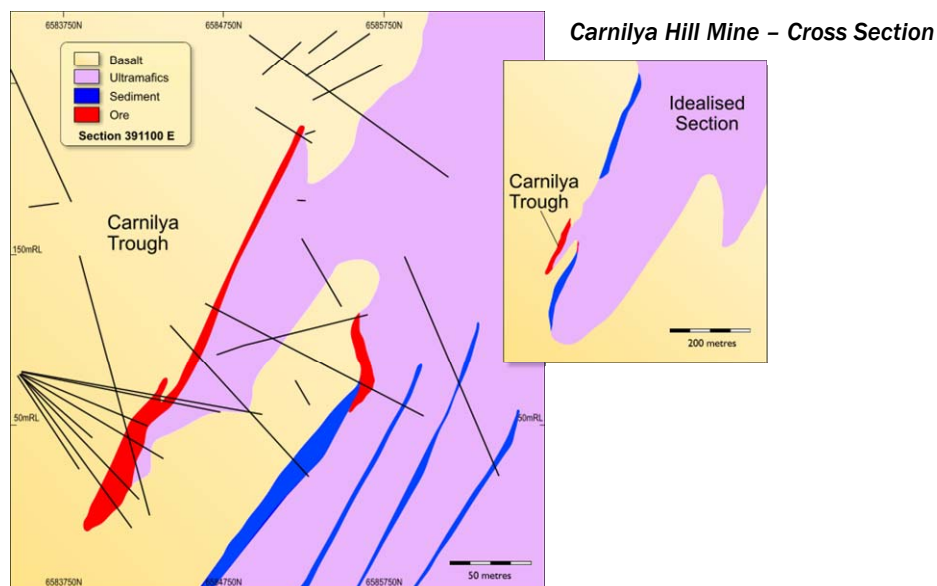 Carnilya Hill Mine – Cross Section
6583750N
6584750N
6585750N
Basalt
Ultramafics
Sediment
Ore
Section 391100 E
Carnilya
Trough
150mRL
50mRL
50mRL
50 metres
6583750N
6584750N
6585750N
Idealised
Section
Carnilya
Trough
200 metres